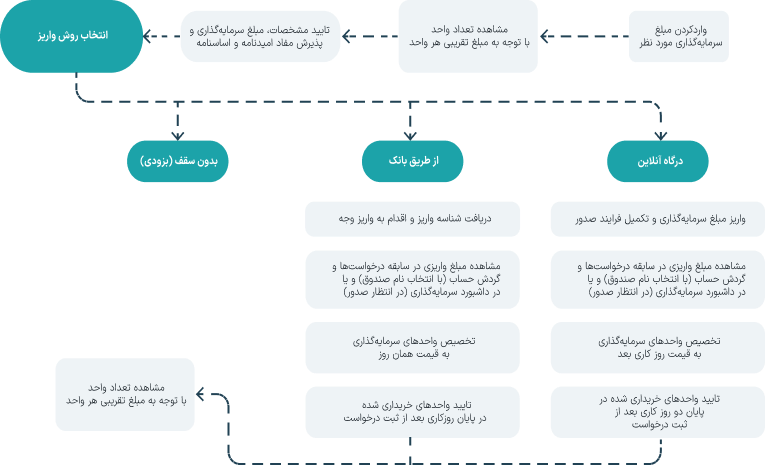 واردکردن مبلغ
سرمایه‌گذاری مورد نظر
مشاهده تعداد واحد
با توجه به مبلغ تقریبی هر واحد
تایید مشخصات، مبلغ سرمایه‌گذاری و
پذیرش مفاد امیدنامه و اساسنامه
انتخاب روش واریز
درگاه آنلاین
از طریق بانک
بدون سقف (بزودی)
واریز مبلغ سرمایه‌گذاری و تکمیل فرایند صدور
مشاهده مبلغ واریزی در سابقه درخواست‌ها و
گردش حساب (با انتخاب نام صندوق) و یا
در داشبورد سرمایه‌گذاری (در انتظار صدور)
تخصیص واحدهای سرمایه‌گذاری
به قیمت روز کاری بعد
تایید واحدهای خریداری شده در
پایان دو روز کاری بعد از
ثبت درخواست
دریافت شناسه واریز و اقدام به واریز وجه
مشاهده مبلغ واریزی در سابقه درخواست‌ها و
گردش حساب (با انتخاب نام صندوق) و یا
در داشبورد سرمایه‌گذاری (در انتظار صدور)
تخصیص واحدهای سرمایه‌گذاری
به قیمت همان روز
تایید واحدهای خریداری شده
در پایان روزکاری بعد از ثبت درخواست
مشاهده تعداد واحد
با توجه به مبلغ تقریبی هر واحد